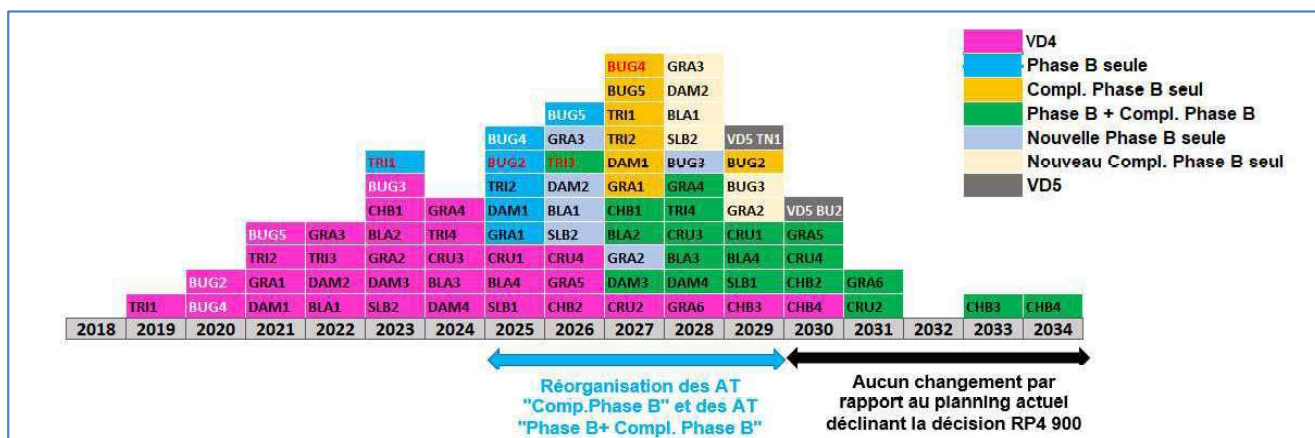 VD4
BUG4 GRA3 Phase B seule
BUG5 DAM2 Compl. Phase B seul
BUG5 TRI1 BLA1 Phase B + Compl. Phase B
BUG4 GRA3 TRI2 SLB2 VD5 TN1 Nouvelle Phase B seule
TRI1 BUG2 TRI3 DAM1 BUG3 BUG2 Nouveau Compl. Phase B seul
BUG3 TRI2 DAM2 GRA1 GRA4 BUG3 VD5
CHB1 GRA4 DAM1 BLA1 CHB1 TRI4 GRA2 VD5 BU2
BUG5 GRA3 BLA2 TRI4 GRA1 SLB2 BLA2 CRU3 CRU1 GRA5
TRI2 TRI3 GRA2 CRU3 CRU1 CRU4 GRA2 BLA3 BLA4 CRU4
BUG2 GRA1 DAM2 DAM3 BLA3 BLA4 GRA5 DAM3 DAM4 SLB1 CHB2 GRA6
TRI1 BUG4 DAM1 BLA1 SLB2 DAM4 SLB1 CHB2 CRU2 GRA6 CHB3 CHB4 CRU2 CHB3 CHB4
2018 2019 2020 2021 2022 2023 2024 2025 2026 2027 2028 2029 2030 2031 2032 2033 2034
Réorganisation des AT
"Comp.Phase B" et des AT
"Phase B+ Compl. Phase B"
Aucun changement par
rapport au planning actuel
déclinant la décision RP4 900